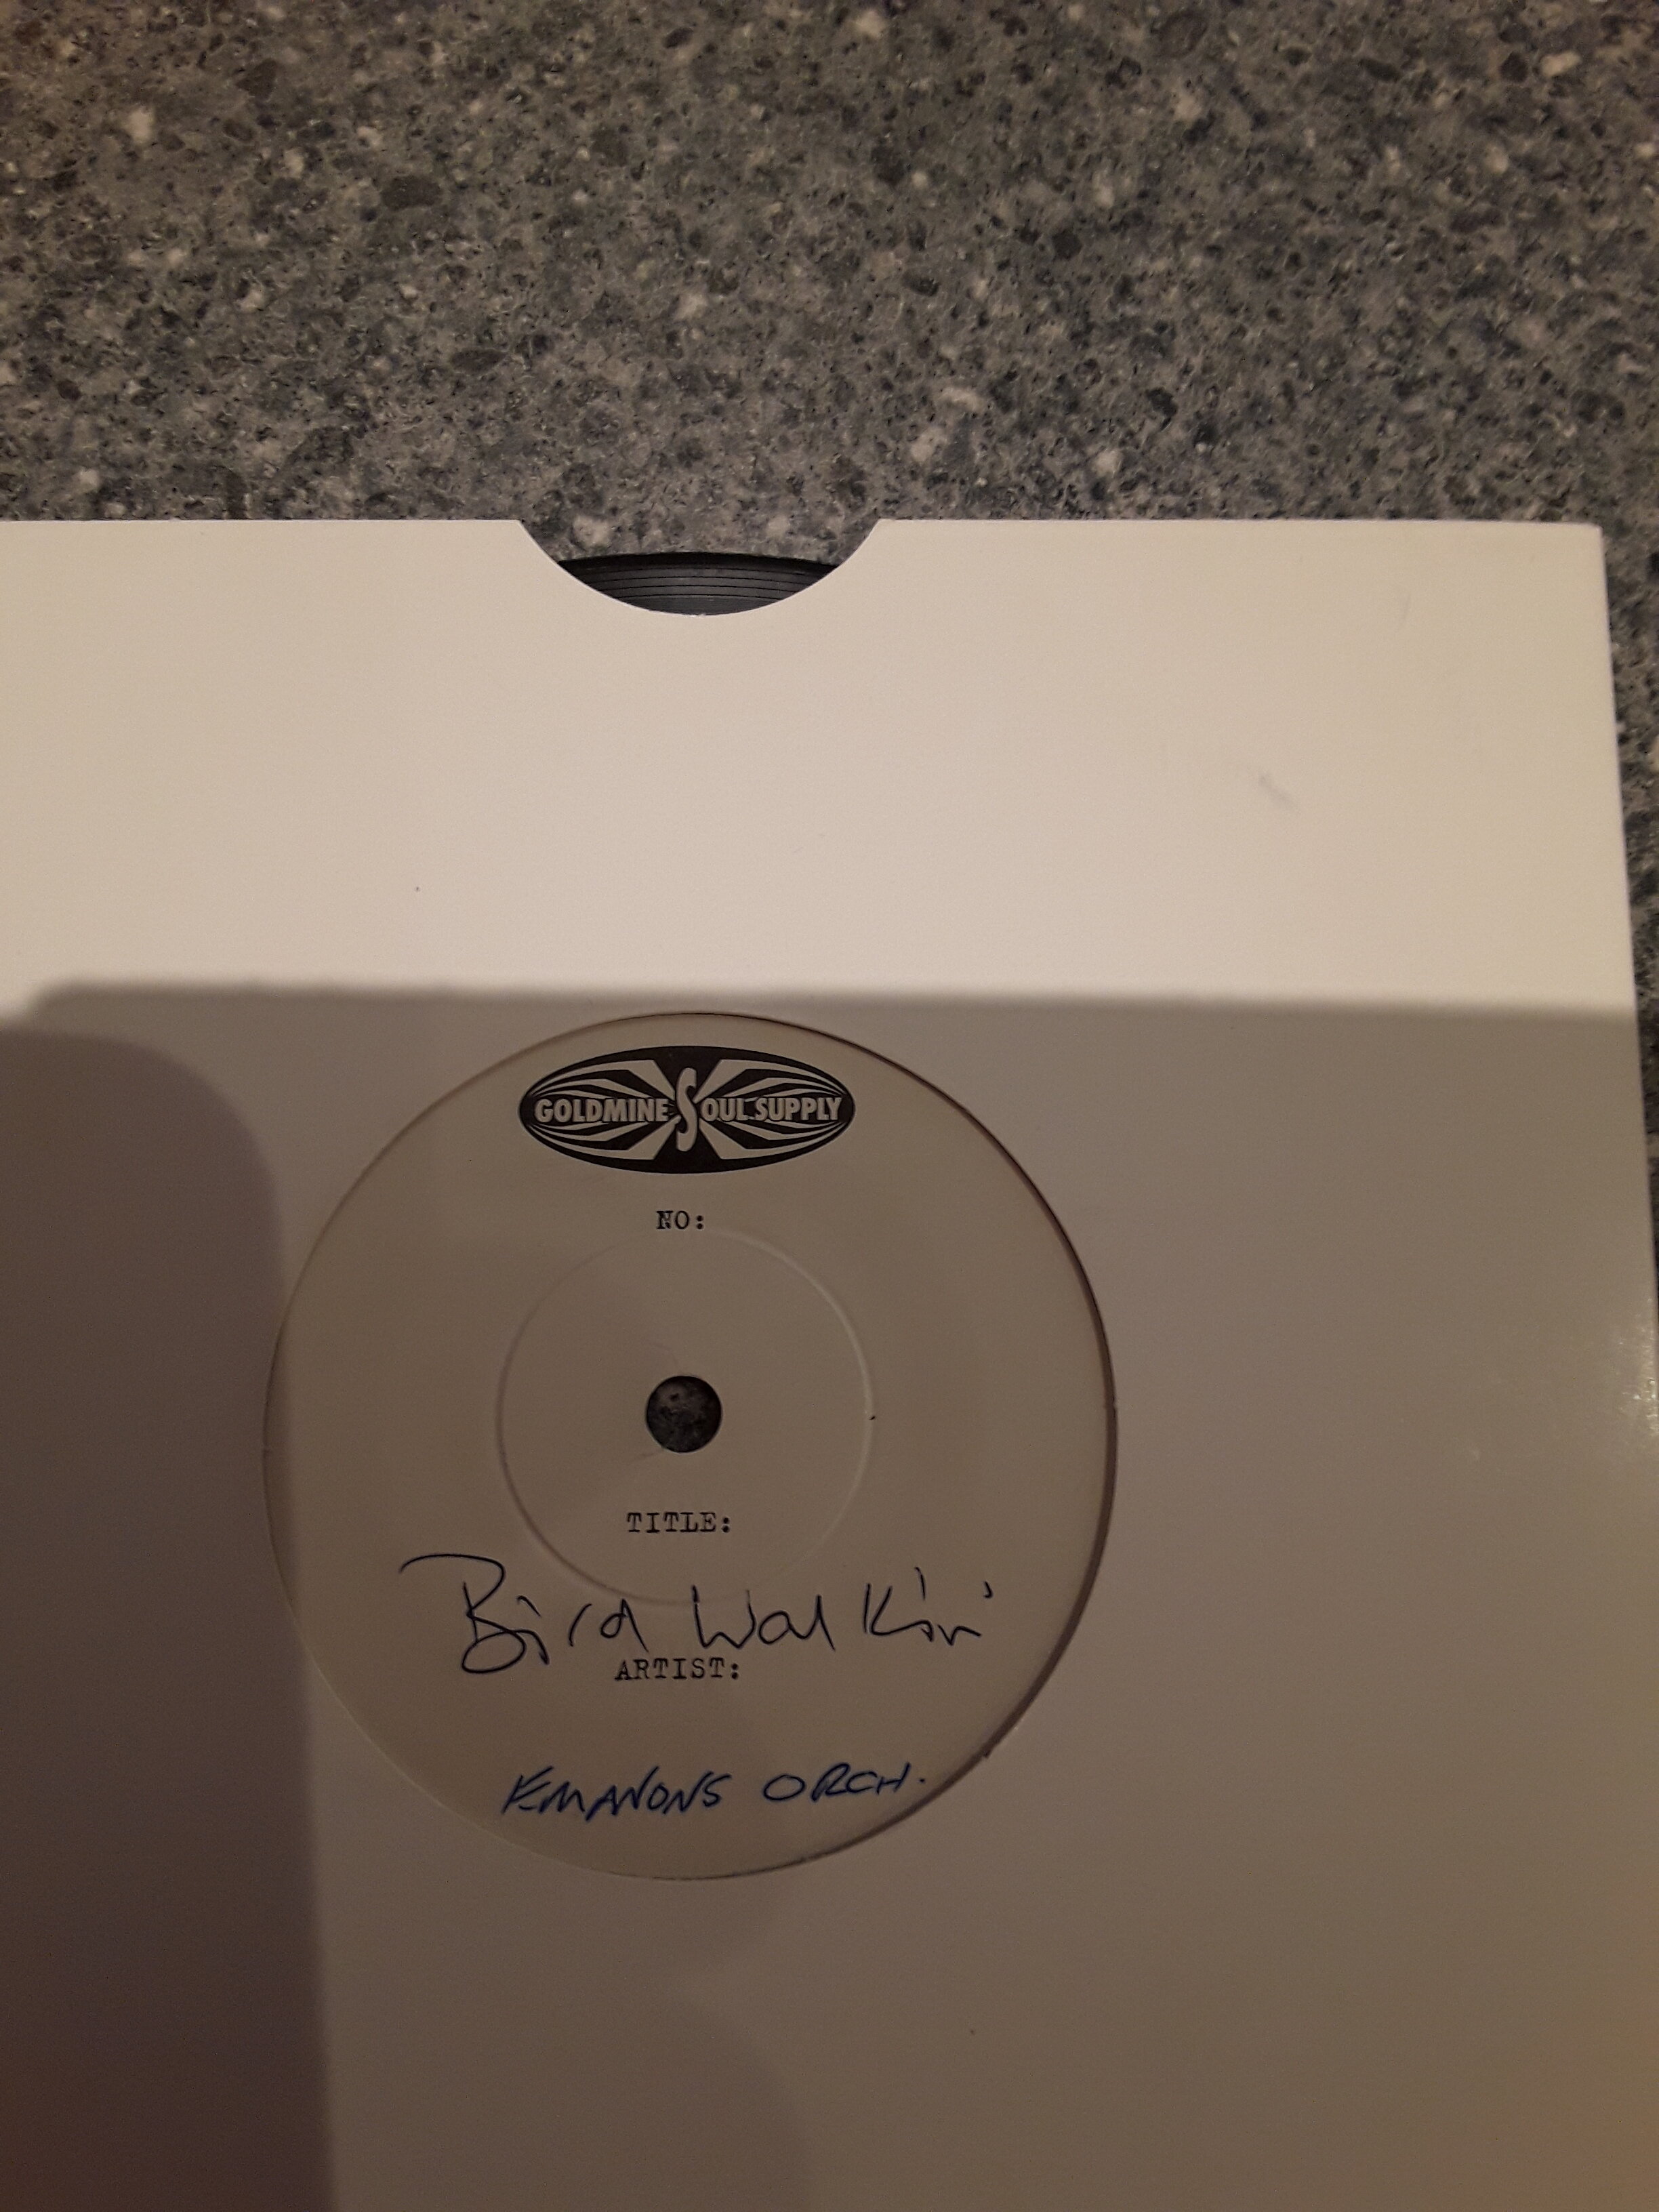 GOLDMINE SOUL SUPPLY
NO:
TITLE:
Bird Walkin'
ARTIST:
EMANONS ORCH.